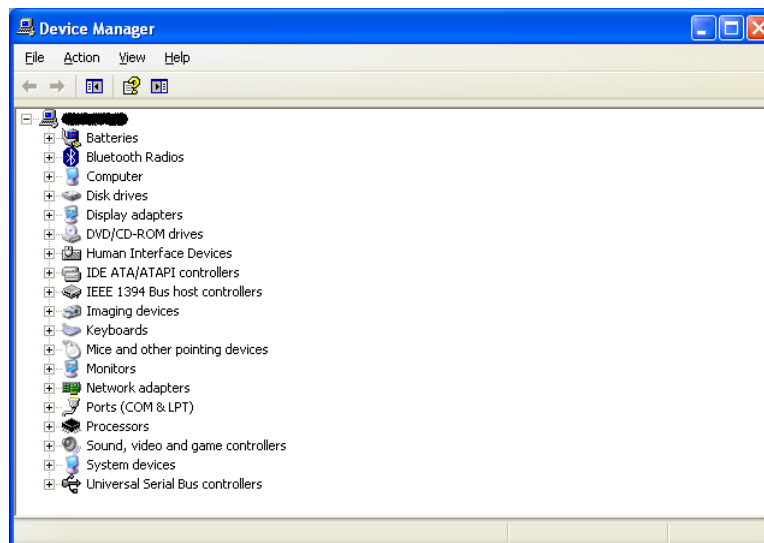 Device Manager
File Action View Help
Batteries
Bluetooth Radios
Computer
Disk drives
Display adapters
DVD/CD-ROM drives
Human Interface Devices
IDE ATA/ATAPI controllers
IEEE 1394 Bus host controllers
Imaging devices
Keyboards
Mice and other pointing devices
Monitors
Network adapters
Ports (COM & LPT)
Processors
Sound, video and game controllers
System devices
Universal Serial Bus controllers